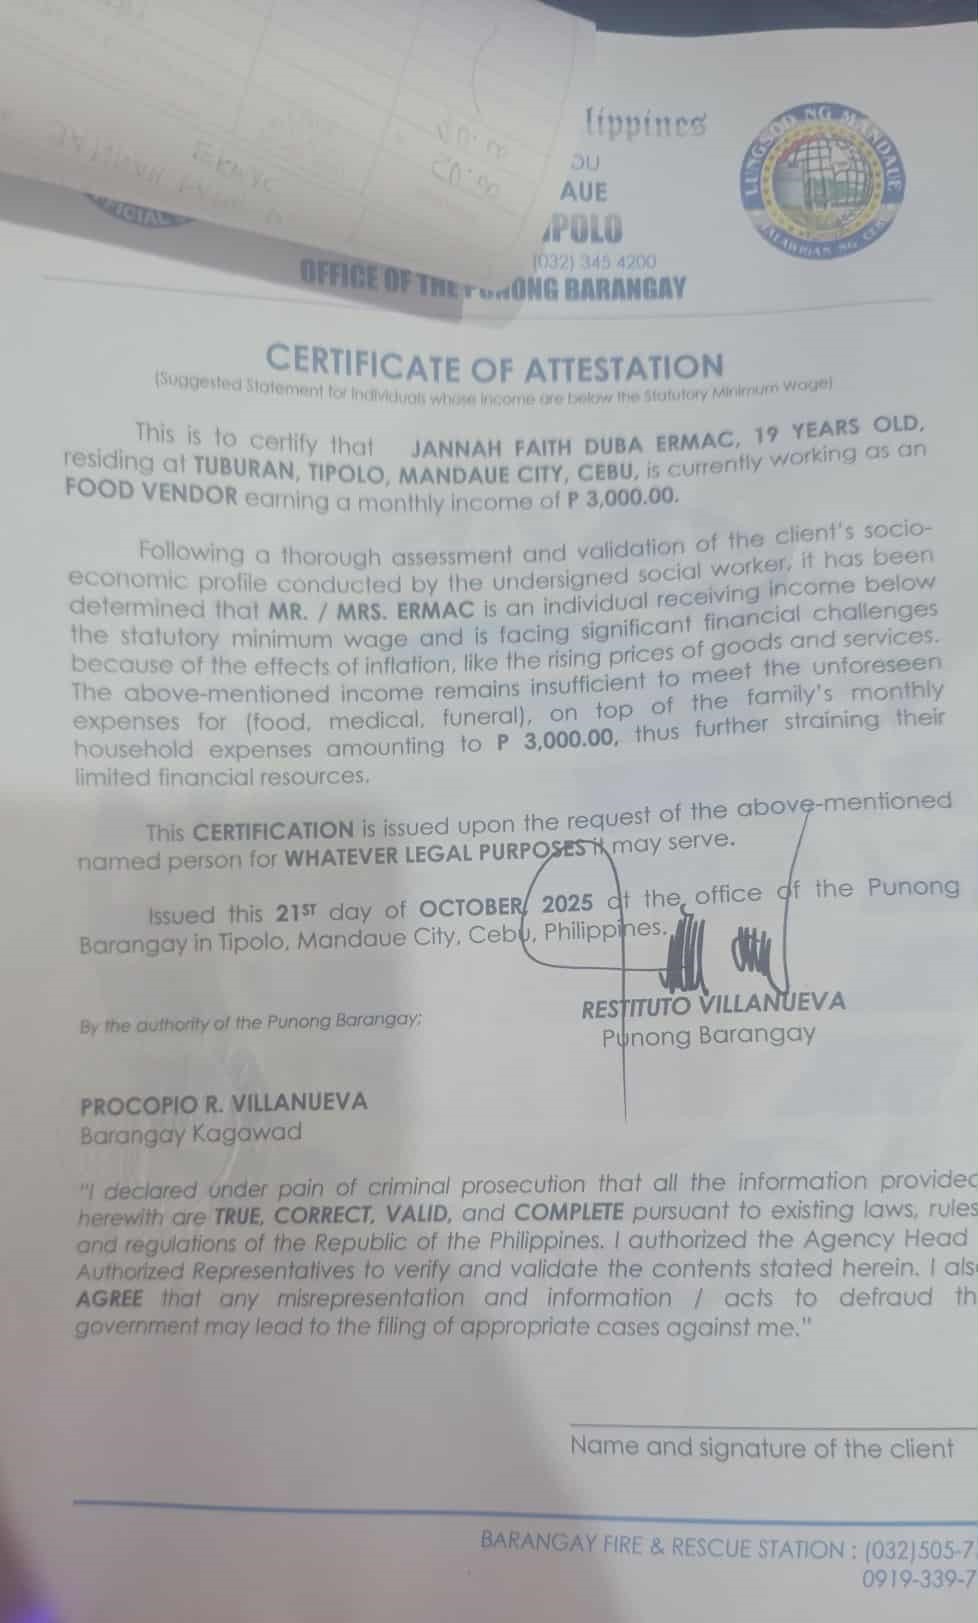 lippines
AUE
POLO
(032) 345 4200
OFFICE OF THE PUNONG BARANGAY
LUNGSOD NG MANDAUE
CERTIFICATE OF ATTESTATION
(Suggested Statement for Individuals whose income are below the Statutory Minimum Wage)
This is to certify that JANNAH FAITH DUBA ERMAC, 19 YEARS OLD,
residing at TUBURAN, TIPOLO, MANDAUE CITY, CEBU, is currently working as an
FOOD VENDOR earning a monthly income of P 3,000.00.
Following a thorough assessment and validation of the client's socio-
economic profile conducted by the undersigned social worker, it has been
determined that MR. / MRS. ERMAC is an individual receiving income below
the statutory minimum wage and is facing significant financial challenges
because of the effects of inflation, like the rising prices of goods and services.
The above-mentioned income remains insufficient to meet the unforeseen
expenses for (food, medical, funeral), on top of the family's monthly
household expenses amounting to P 3,000.00, thus further straining their
limited financial resources.
This CERTIFICATION is issued upon the request of the above-mentioned
named person for WHATEVER LEGAL PURPOSES it may serve.
Issued this 21ST day of OCTOBER, 2025 at the office of the Punong
Barangay in Tipolo, Mandaue City, Cebu, Philippines.
RESTITUTO VILLANUEVA
Punong Barangay
By the authority of the Punong Barangay:
PROCOPIO R. VILLANUEVA
Barangay Kagawad
"I declared under pain of criminal prosecution that all the information provided
herewith are TRUE, CORRECT, VALID, and COMPLETE pursuant to existing laws, rules
and regulations of the Republic of the Philippines. I authorized the Agency Head
Authorized Representatives to verify and validate the contents stated herein. I als
AGREE that any misrepresentation and information / acts to defraud th
government may lead to the filing of appropriate cases against me."
Name and signature of the client
BARANGAY FIRE & RESCUE STATION : (032)505-7
0919-339-7